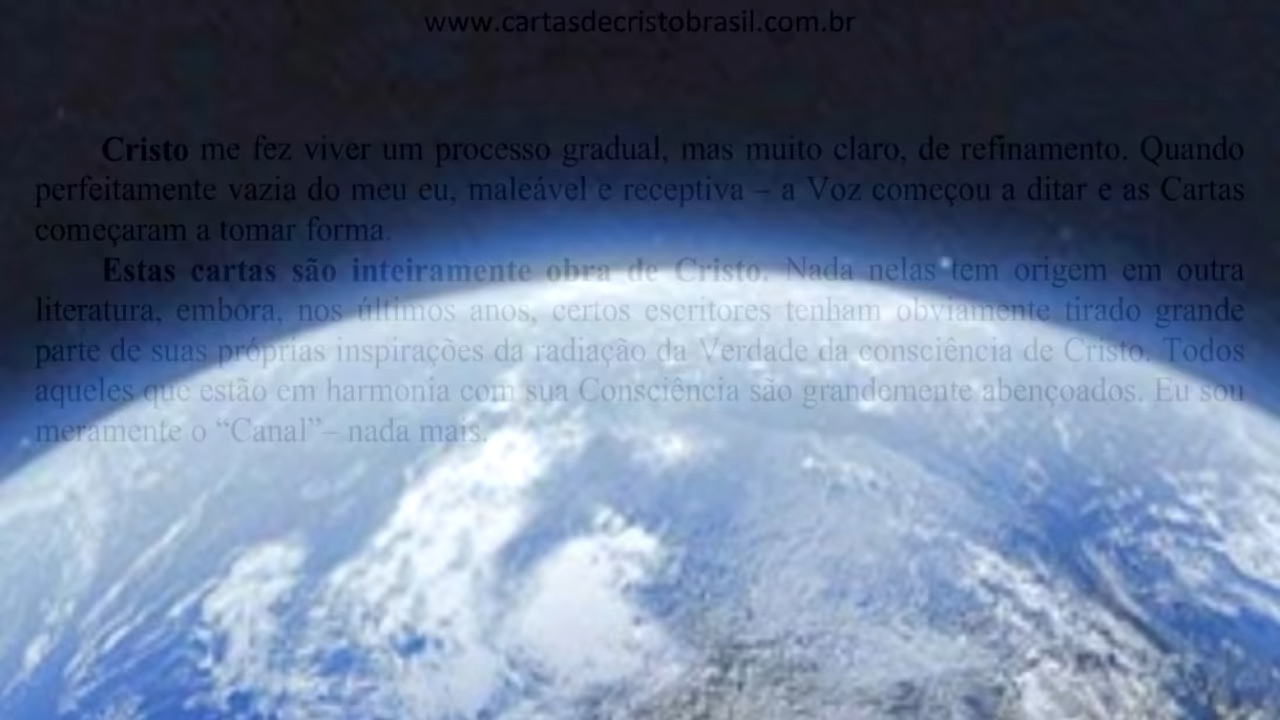 www.cartasdecristobrasil.com.br
Cristo me fez viver um processo gradual, mas muito claro, de refinamento. Quando
perfeitamente vazia do meu eu, maleável e receptiva – a Voz começou a ditar e as Cartas
começaram a tomar forma.
Estas cartas são inteiramente obra de Cristo. Nada nelas tem origem em outra
literatura, embora, nos últimos anos, certos escritores tenham obviamente tirado grande
parte de suas próprias inspirações da radiação da Verdade da consciência de Cristo. Todos
aqueles que estão em harmonia com sua Consciência são grandemente abençoados. Eu sou
meramente o “Canal”– nada mais.